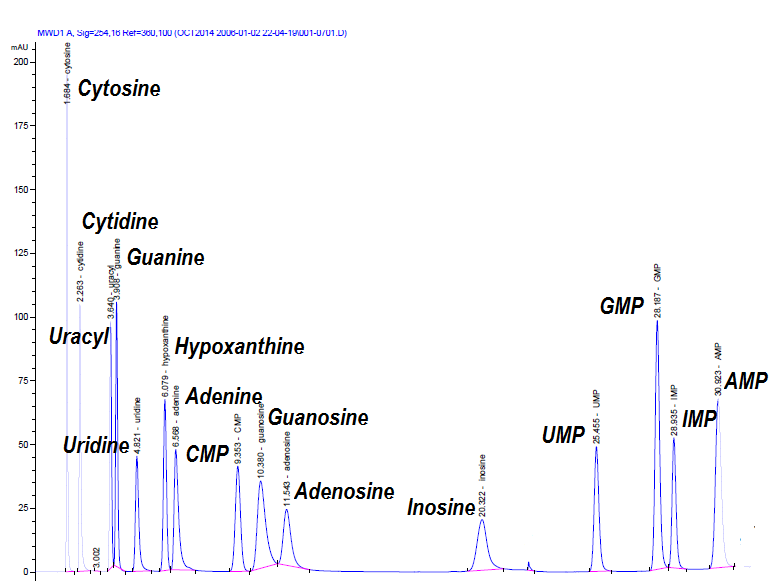 MWD1 A, Sig=254,16 Ref=360,100 (OCT2014 2006-01-02 22-04-19\001-0701.D)
mAU
200
175
150
125
100
75
50
25
0
1.684 - cytosine
Cytosine
2.263 - cytidine
Cytidine
3.002
3.640 - uracyl
Uracyl
3.908 - guanine
Guanine
4.821 - uridine
Uridine
6.079 - hypoxanthine
Hypoxanthine
6.568 - adenine
Adenine
9.353 - CMP
CMP
10.380 - guanosine
Guanosine
11.543 - adenosine
Adenosine
20.322 - inosine
Inosine
25.455 - UMP
UMP
28.187 - GMP
GMP
28.935 - IMP
IMP
30.923 - AMP
AMP